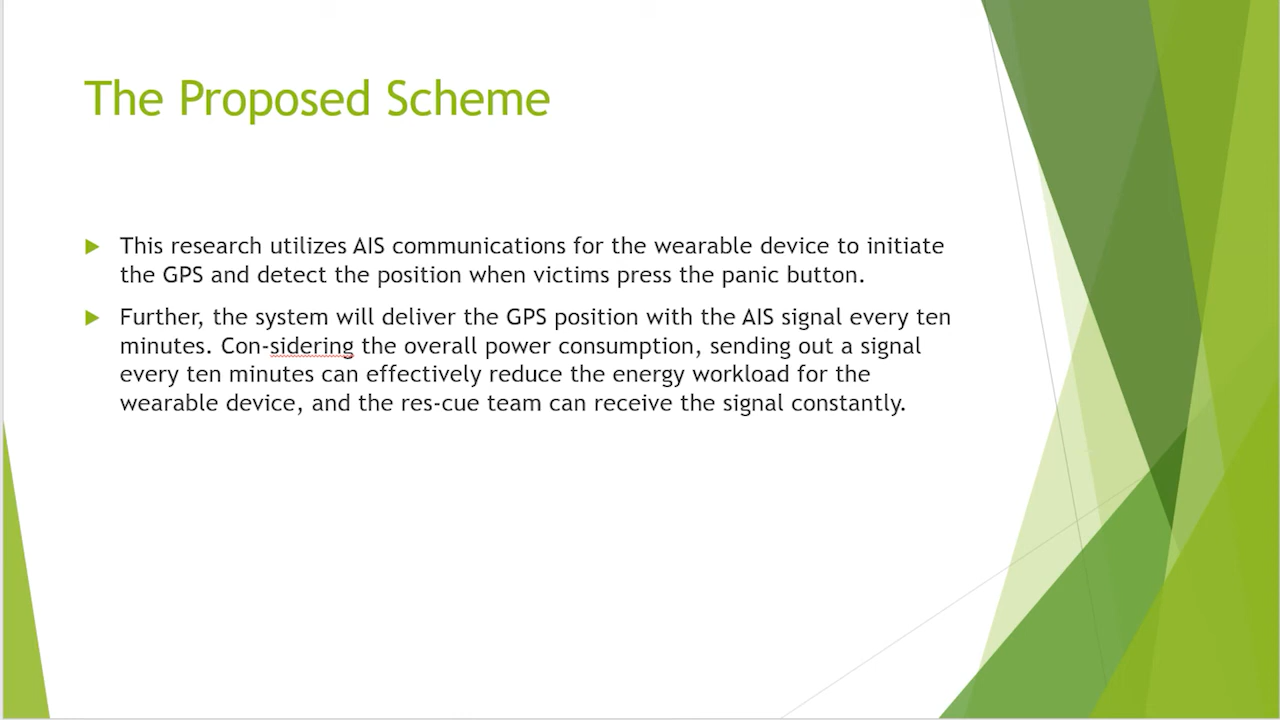 The Proposed Scheme
This research utilizes AIS communications for the wearable device to initiate
the GPS and detect the position when victims press the panic button.
Further, the system will deliver the GPS position with the AIS signal every ten
minutes. Con-sidering the overall power consumption, sending out a signal
every ten minutes can effectively reduce the energy workload for the
wearable device, and the res-cue team can receive the signal constantly.